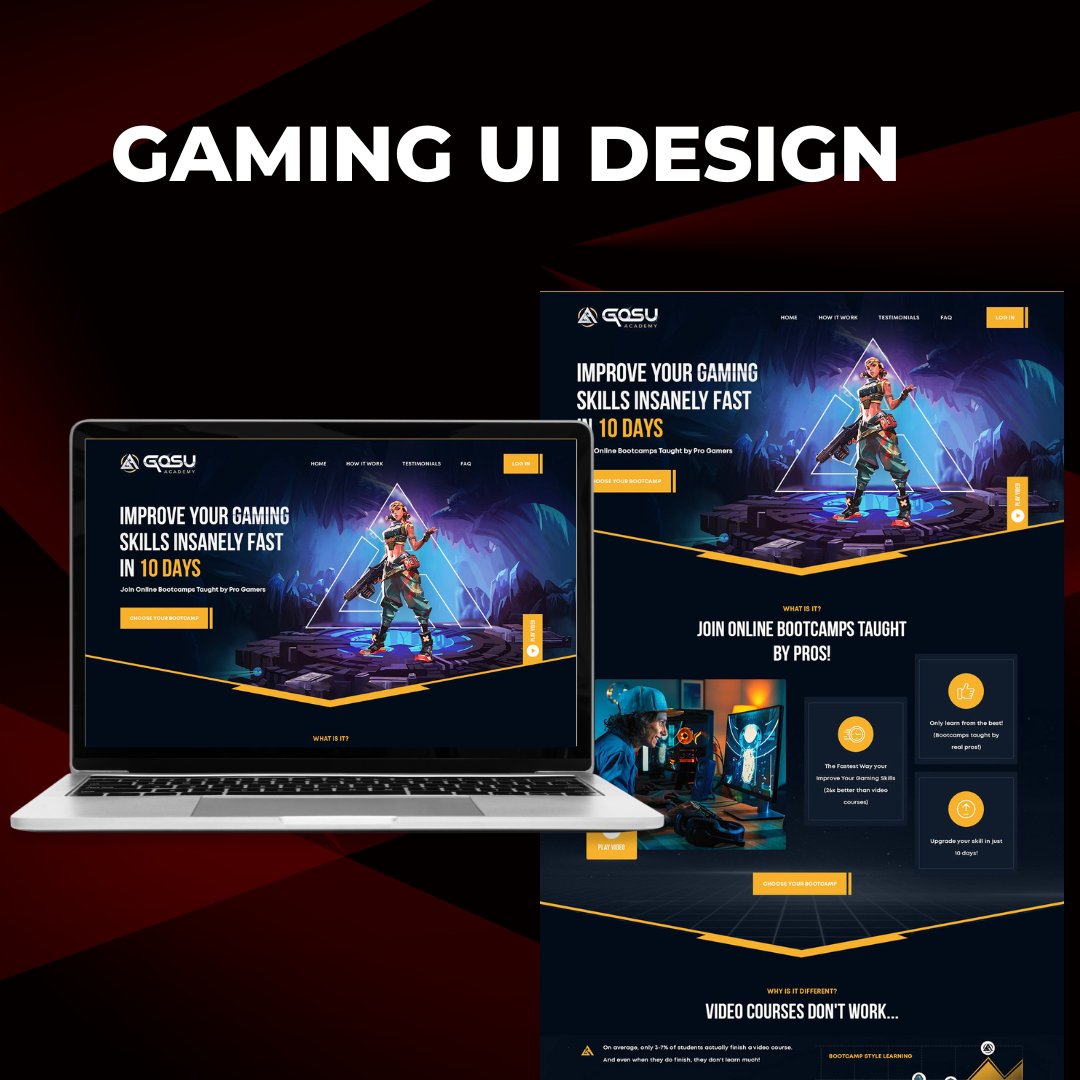 GAMING UI DESIGN
GOSU
ACADEMY
HOME
HOW IT WORK
TESTIMONIALS
FAQ
LOG IN
IMPROVE YOUR GAMING
SKILLS INSANELY FAST
IN 10 DAYS
Join Online Bootcamps Taught by Pro Gamers
CHOOSE YOUR BOOTCAMP
PLAY VIDEO
WHAT IS IT?
GOSU
ACADEMY
HOME
HOW IT WORK
TESTIMONIALS
FAQ
LOG IN
IMPROVE YOUR GAMING
SKILLS INSANELY FAST
IN 10 DAYS
Online Bootcamps Taught by Pro Gamers
CHOOSE YOUR BOOTCAMP
PLAY VIDEO
WHAT IS IT?
JOIN ONLINE BOOTCAMPS TAUGHT
BY PROS!
The Fastest Way your
Improve Your Gaming Skills
(26x better than video
courses)
Only learn from the best!
(Bootcamps taught by
real pros!)
Upgrade your skill in just
10 days!
PLAY VIDEO
CHOOSE YOUR BOOTCAMP
WHY IS IT DIFFERENT?
VIDEO COURSES DON'T WORK...
On average, only 3-7% of students actually finish a video course.
And even when they do finish, they don't learn much!
BOOTCAMP STYLE LEARNING